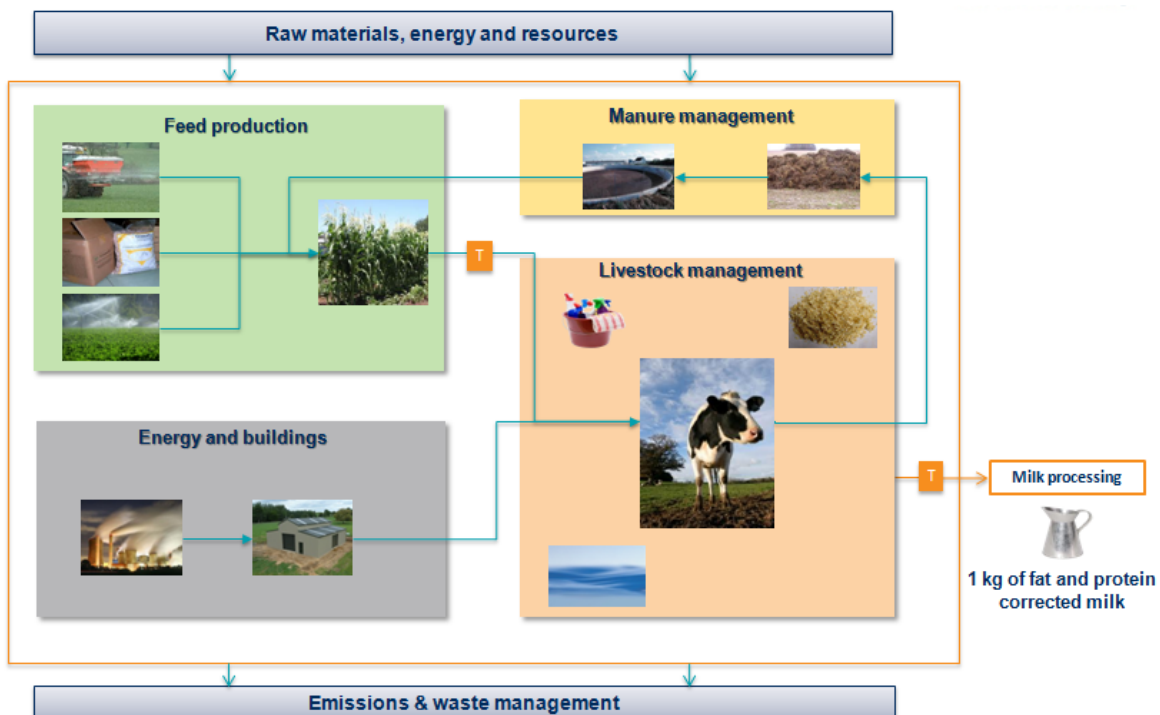 Raw materials, energy and resources
Feed production
Manure management
T
Livestock management
Energy and buildings
T
Milk processing
1 kg of fat and protein
corrected milk
Emissions & waste management